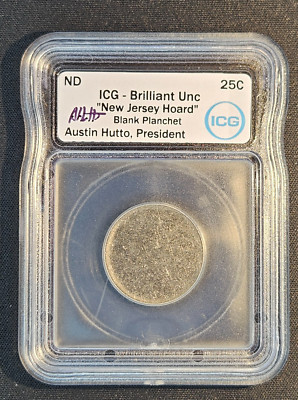 ND 25C
ICG - Brilliant Unc
"New Jersey Hoard"
Blank Planchet
Austin Hutto, President
ICG